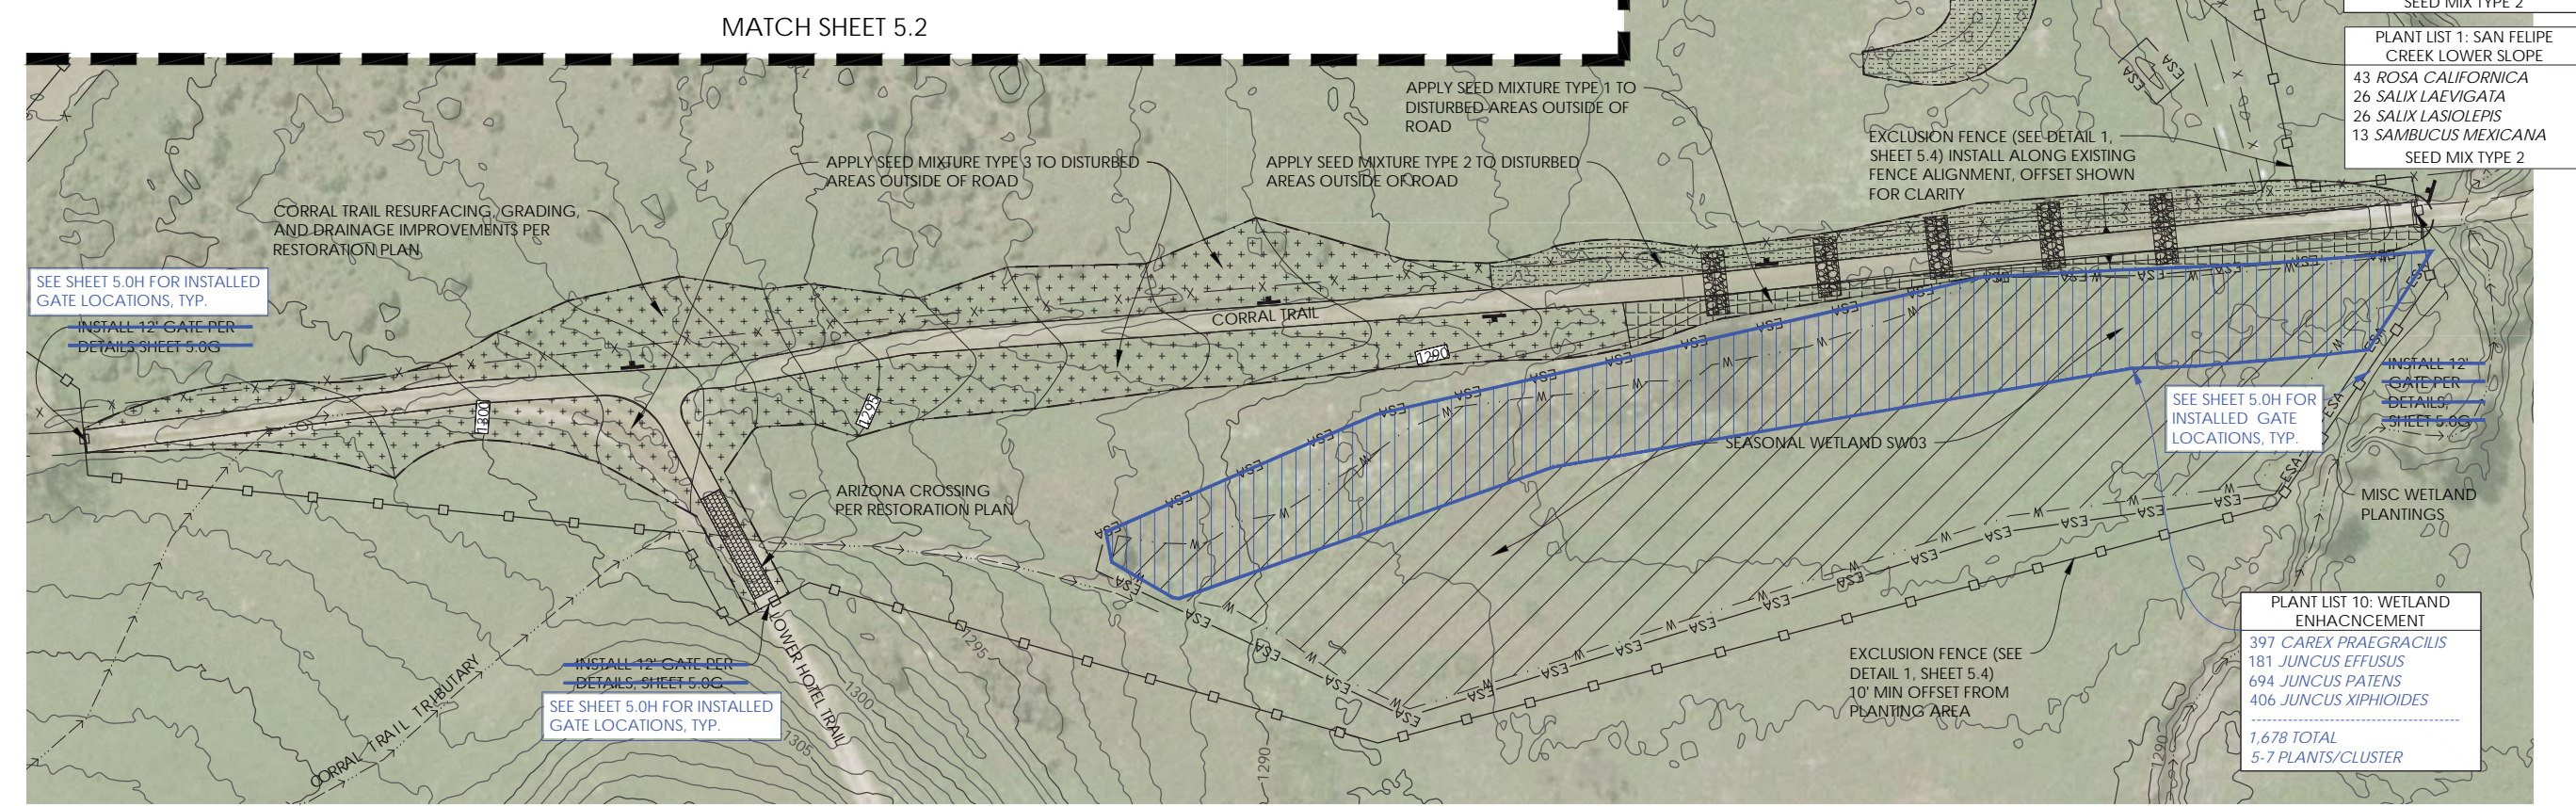 MATCH SHEET 5.2
SEED MIX TYPE 2
PLANT LIST 1: SAN FELIPE
CREEK LOWER SLOPE
43 ROSA CALIFORNICA
26 SALIX LAEVIGATA
26 SALIX LASIOLEPIS
13 SAMBUCUS MEXICANA
SEED MIX TYPE 2
APPLY SEED MIXTURE TYPE 1 TO
DISTURBED AREAS OUTSIDE OF
ROAD
EXCLUSION FENCE (SEE DETAIL 1,
SHEET 5.4) INSTALL ALONG EXISTING
FENCE ALIGNMENT, OFFSET SHOWN
FOR CLARITY
APPLY SEED MIXTURE TYPE 3 TO DISTURBED
AREAS OUTSIDE OF ROAD
APPLY SEED MIXTURE TYPE 2 TO DISTURBED
AREAS OUTSIDE OF ROAD
CORRAL TRAIL RESURFACING, GRADING,
AND DRAINAGE IMPROVEMENTS PER
RESTORATION PLAN
SEE SHEET 5.0H FOR INSTALLED
GATE LOCATIONS, TYP.
INSTALL 12' GATE PER
DETAILS SHEET 5.0G
CORRAL TRAIL
1290
1295
1300
INSTALL 12'
GATE PER
DETAILS,
SHEET 5.0G
SEE SHEET 5.0H FOR
INSTALLED GATE
LOCATIONS, TYP.
SEASONAL WETLAND SW03
ARIZONA CROSSING
PER RESTORATION PLAN
MISC WETLAND
PLANTINGS
INSTALL 12' GATE PER
DETAILS, SHEET 5.0G
SEE SHEET 5.0H FOR INSTALLED
GATE LOCATIONS, TYP.
CORRAL TRAIL TRIBUTARY
LOWER HOTEL TRAIL
1295
1300
1305
1290
1290
EXCLUSION FENCE (SEE
DETAIL 1, SHEET 5.4)
10' MIN OFFSET FROM
PLANTING AREA
PLANT LIST 10: WETLAND
ENHACNCEMENT
397 CAREX PRAEGRACILIS
181 JUNCUS EFFUSUS
694 JUNCUS PATENS
406 JUNCUS XIPHIOIDES
1,678 TOTAL
5-7 PLANTS/CLUSTER
ESA
ESA
ESA
ESA
W
W
X
X